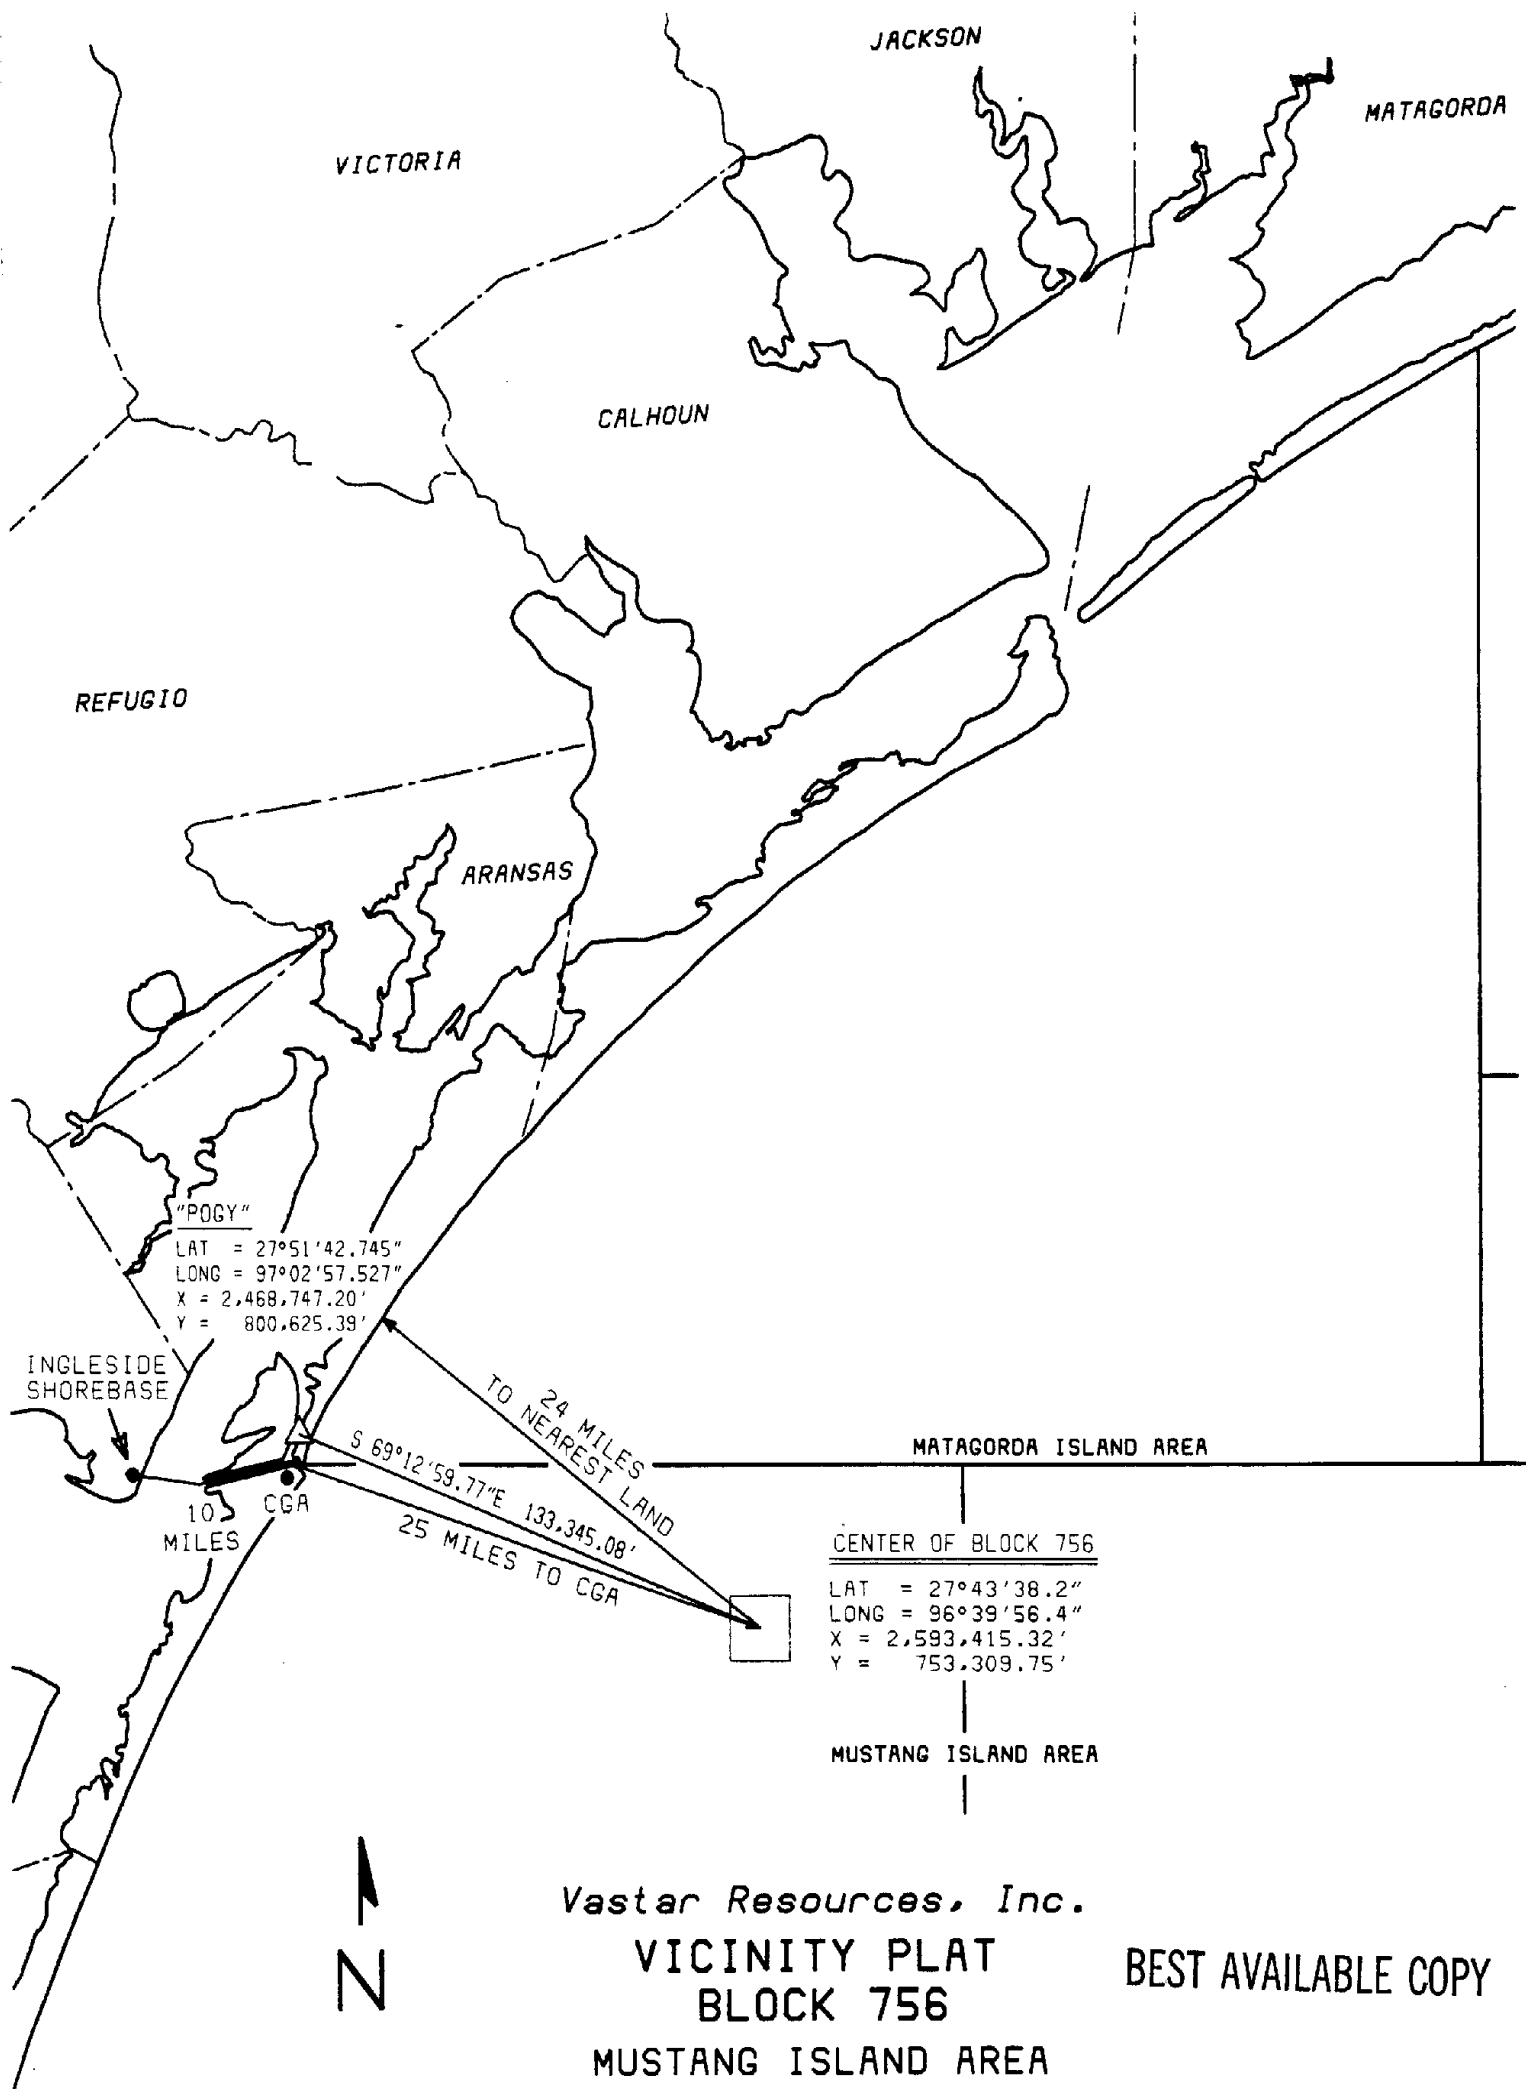 JACKSON
MATAGORDA
VICTORIA
CALHOUN
REFUGIO
ARANSAS
"POGY"
LAT = 27°51'42.745"
LONG = 97°02'57.527"
X = 2,468,747.20'
Y = 800,625.39'
INGLESIDE
SHOREBASE
24 MILES
TO NEAREST LAND
S 69°12'59.77"E 133,345.08'
25 MILES TO CGA
10
MILES
CGA
MATAGORDA ISLAND AREA
CENTER OF BLOCK 756
LAT = 27°43'38.2"
LONG = 96°39'56.4"
X = 2,593,415.32'
Y = 753,309.75'
MUSTANG ISLAND AREA
N
Vastar Resources, Inc.
VICINITY PLAT
BLOCK 756
MUSTANG ISLAND AREA
BEST AVAILABLE COPY